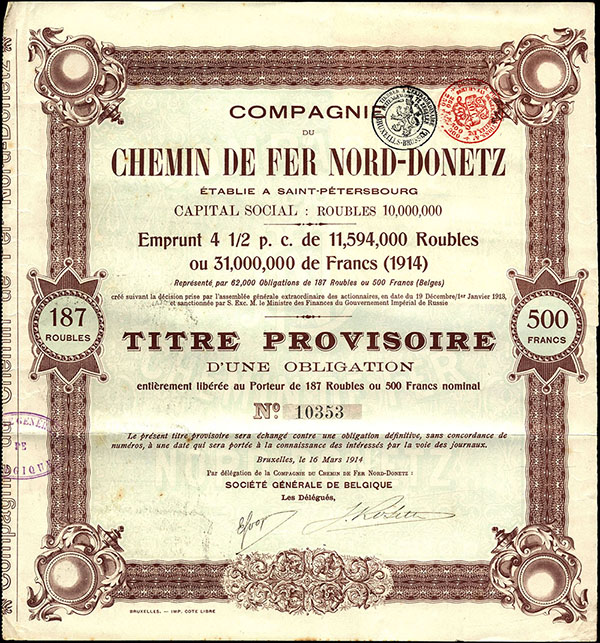 COMPAGNIE
DU
CHEMIN DE FER NORD-DONETZ
ÉTABLIE A SAINT-PÉTERSBOURG
CAPITAL SOCIAL : ROUBLES 10,000,000
Emprunt 4 1/2 p. c. de 11,594,000 Roubles
ou 31,000,000 de Francs (1914)
Représenté par 62,000 Obligations de 187 Roubles ou 500 Francs (Belges)
créé suivant la décision prise par l'assemblée générale extraordinaire des actionnaires, en date du 19 Décembre/1er Janvier 1913,
et sanctionnée par S. Exc. M. le Ministre des Finances du Gouvernement Impérial de Russie
187
ROUBLES
500
FRANCS
TITRE PROVISOIRE
D'UNE OBLIGATION
entièrement libérée au Porteur de 187 Roubles ou 500 Francs nominal
No. 10353
Le présent titre provisoire sera échangé contre une obligation définitive, sans concordance de
numéros, à une date qui sera portée à la connaissance des intéressés par la voie des journaux.
Bruxelles, le 16 Mars 1914
Par délégation de la COMPAGNIE DU CHEMIN DE FER NORD-DONETZ :
SOCIÉTÉ GÉNÉRALE DE BELGIQUE
Les Délégués,
BRUXELLES. — IMP. COTE LIBRE
Compagnie du Chemin de Fer Nord-Donetz